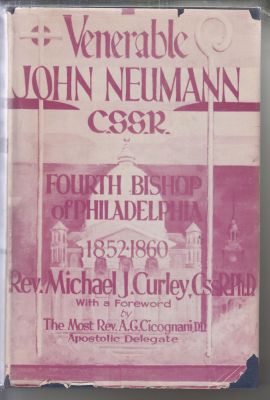 Venerable
JOHN NEUMANN
C.SS.R.
FOURTH BISHOP
of PHILADELPHIA
1852-1860
Rev. Michael J. Curley, C.SS.R. Ph.D.
With a Foreword
by
The Most Rev. A.G. Cicognani, D.D.
Apostolic Delegate